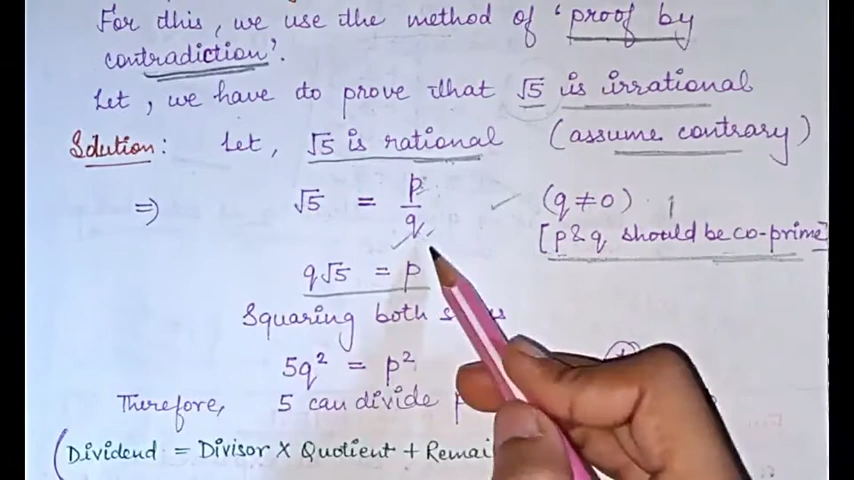 For this, we use the method of 'proof by
contradiction'.
Let, we have to prove that √5 is irrational
Solution: Let, √5 is rational (assume contrary)
⇒ √5 = p/q (q≠0)
[p & q should be co-prime]
q√5 = p
Squaring both
5q² = p²
Therefore, 5 can divide
(Dividend = Divisor × Quotient + Remai